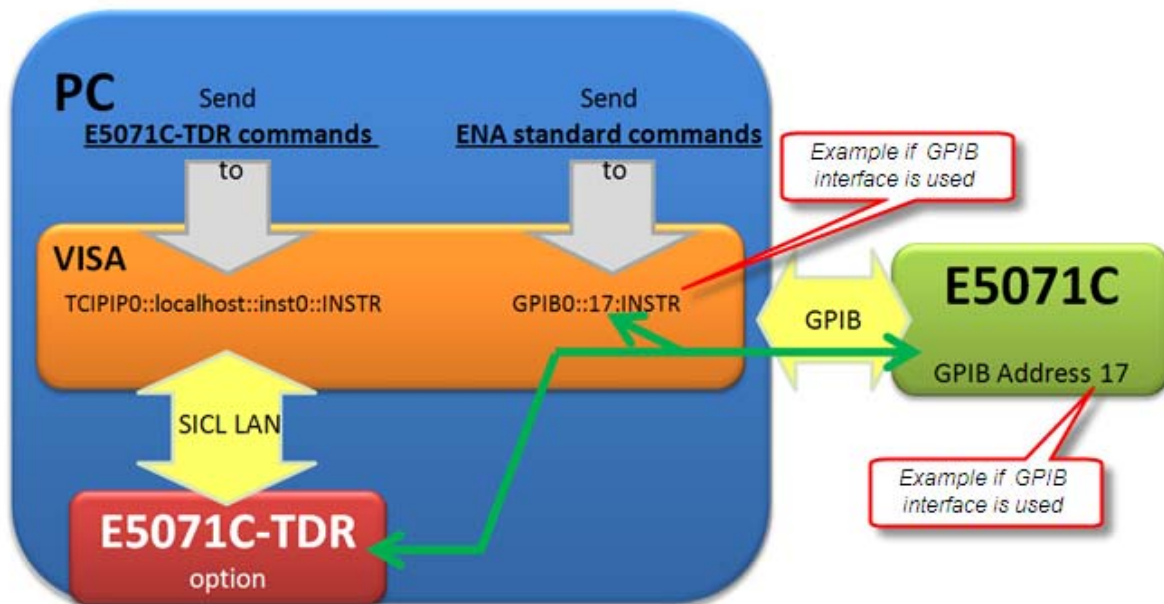 PC
Send
E5071C-TDR commands
to
Send
ENA standard commands
to
Example if GPIB
interface is used
VISA
TCIPIP0::localhost::inst0::INSTR
GPIB0::17:INSTR
GPIB
E5071C
GPIB Address 17
SICL LAN
Example if GPIB
interface is used
E5071C-TDR
option